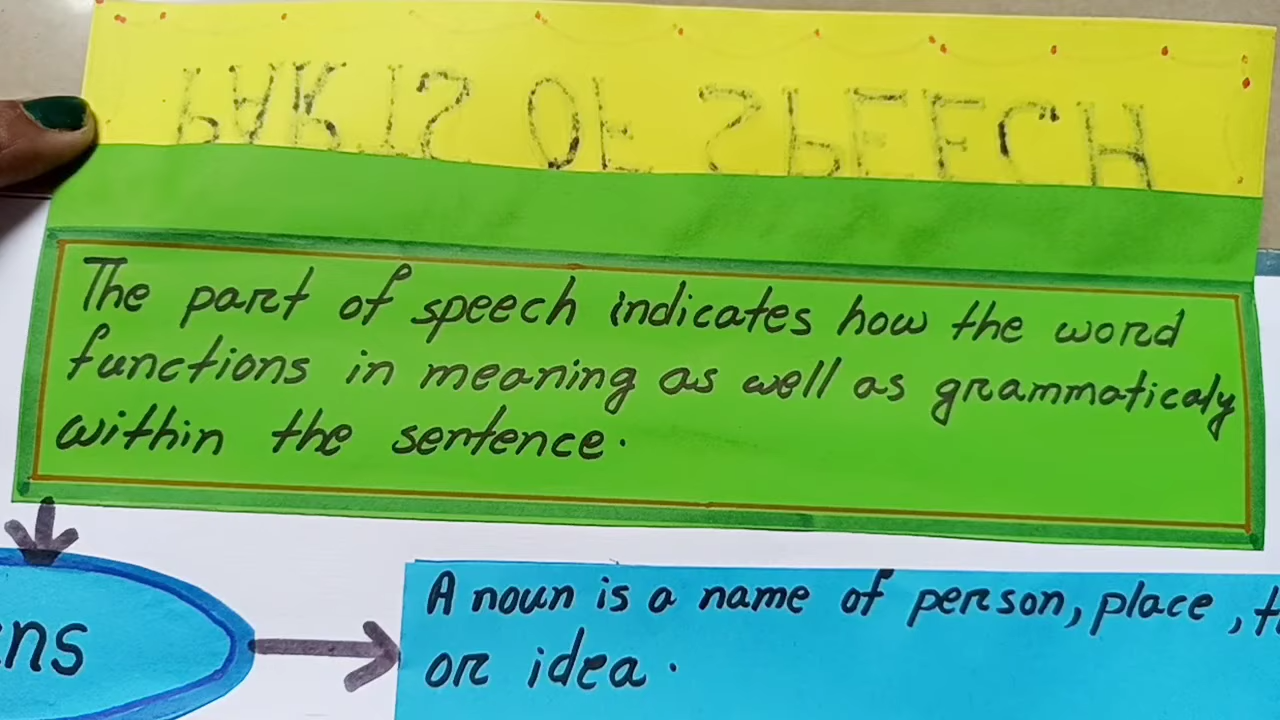 PARTS OF SPEECH
The part of speech indicates how the word
functions in meaning as well as grammaticaly
within the sentence.
A noun is a name of person, place,
or idea.